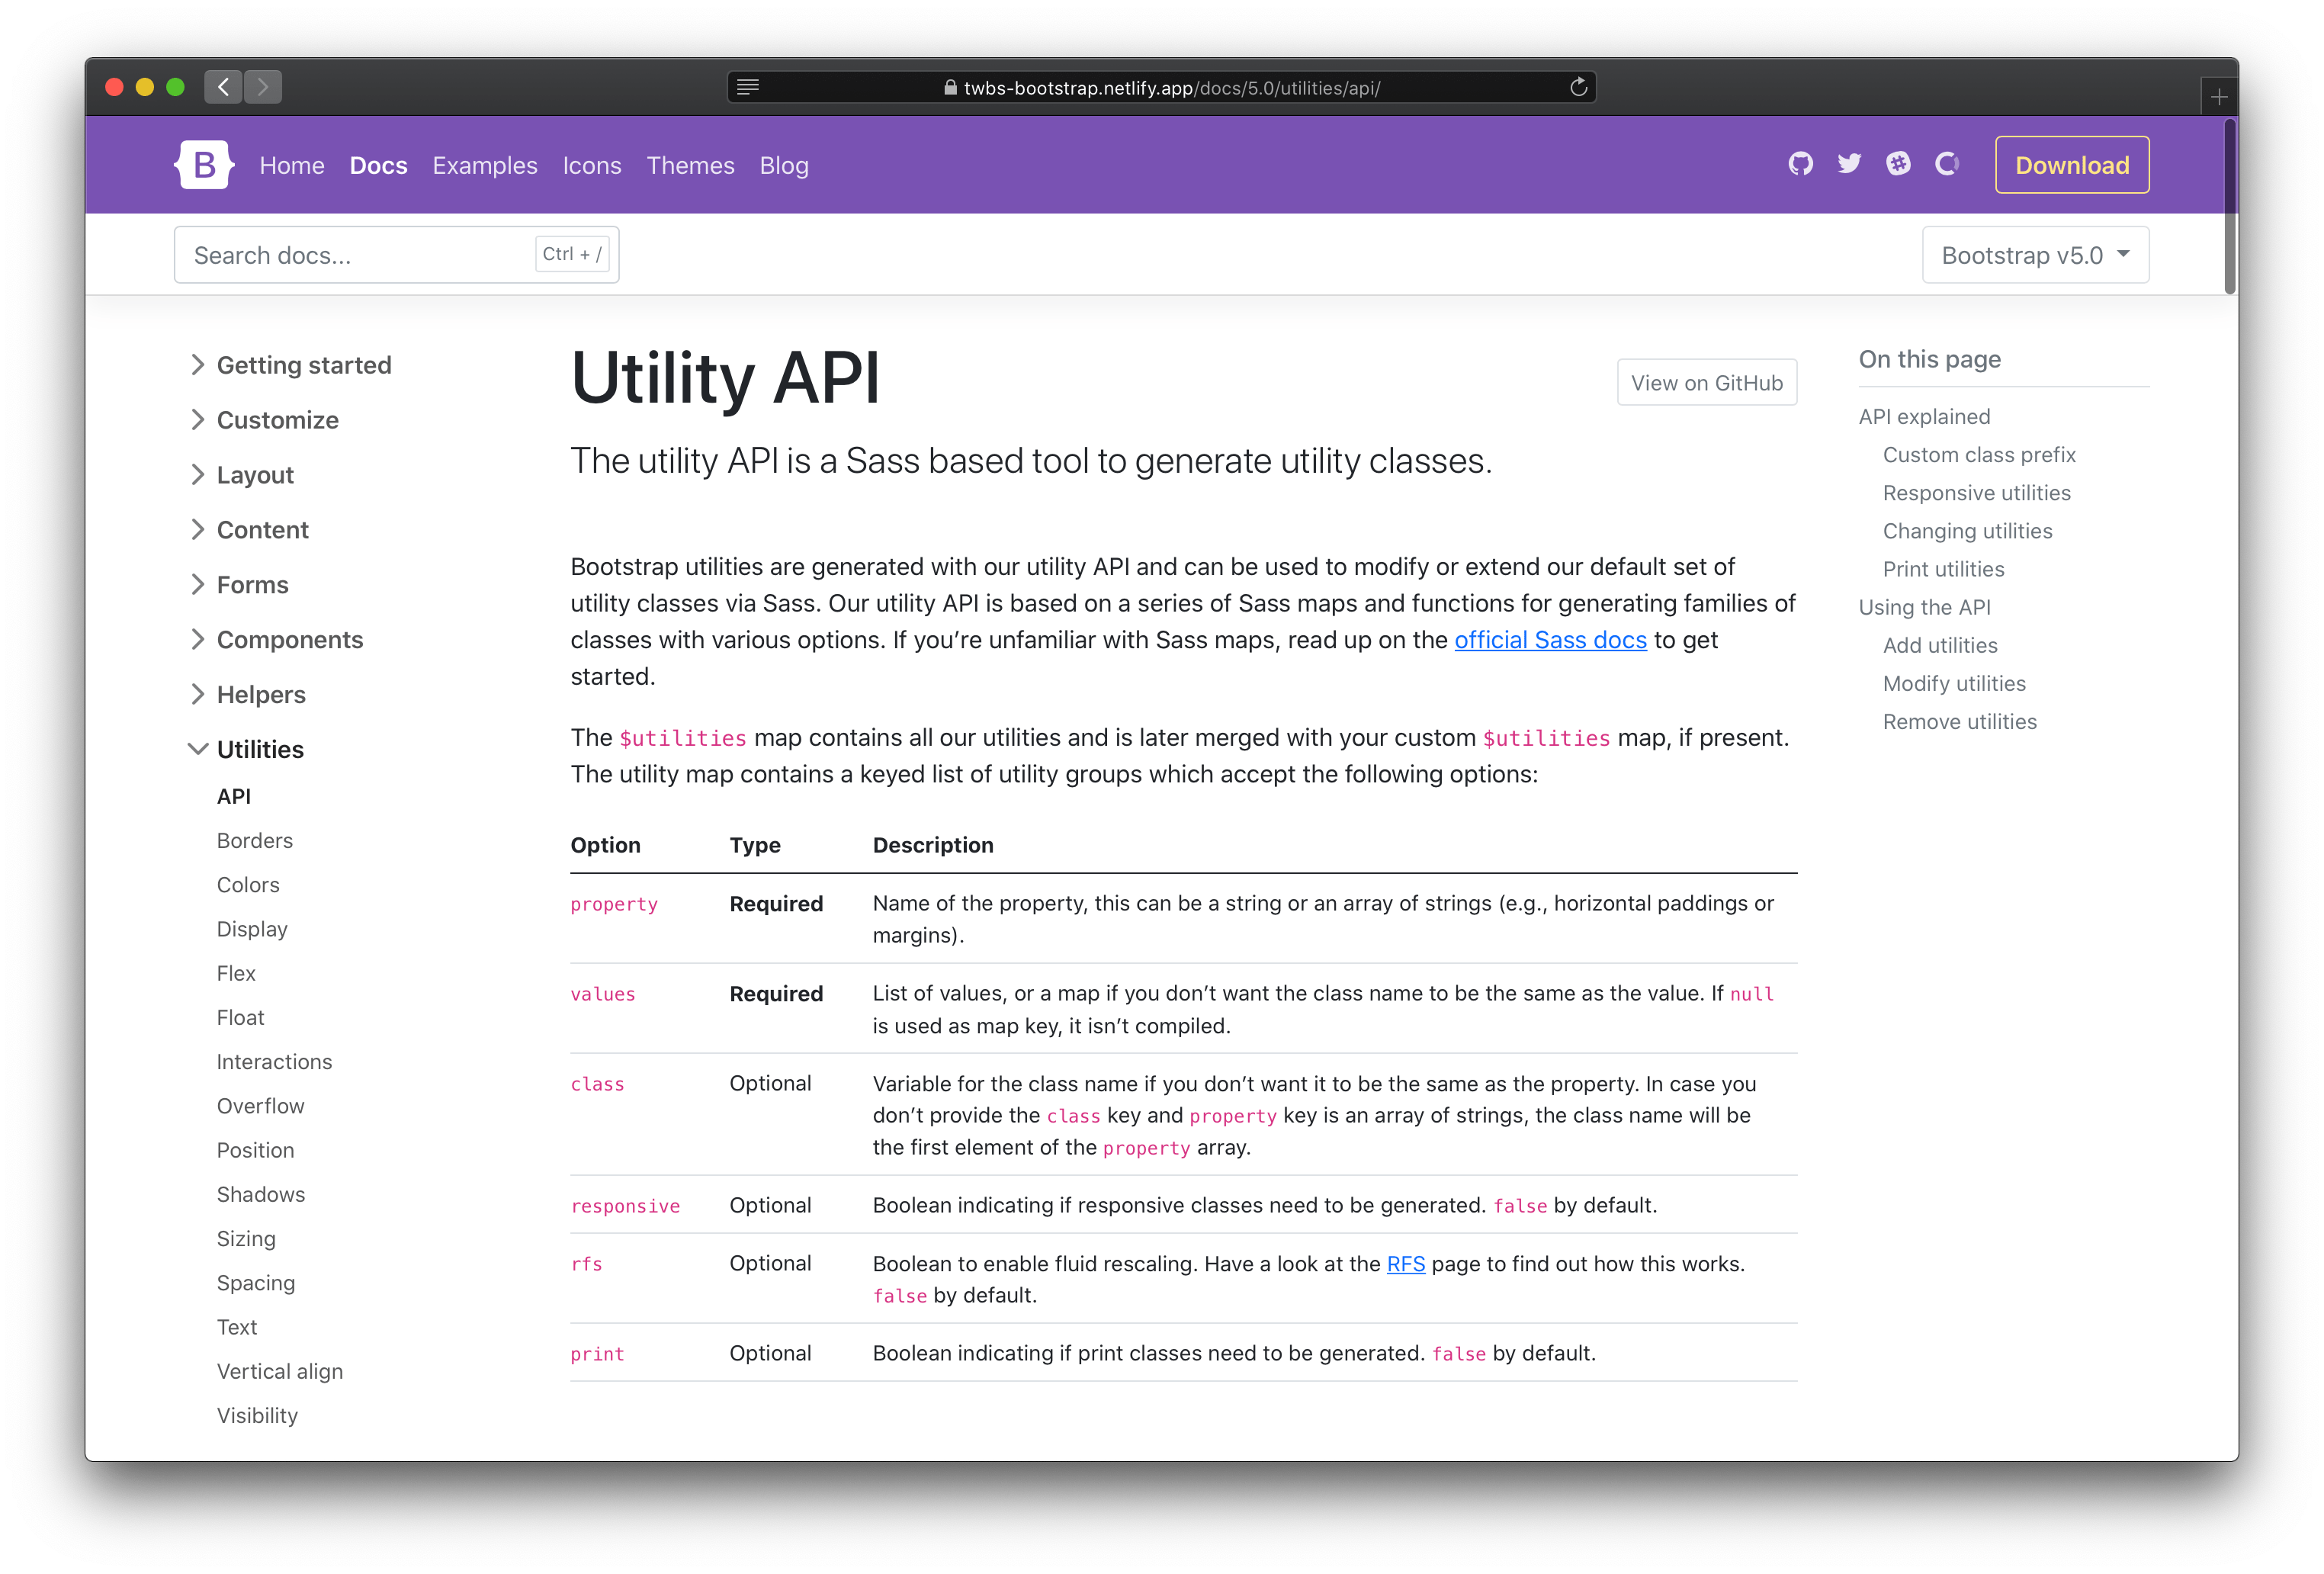 twbs-bootstrap.netlify.app/docs/5.0/utilities/api/
B Home Docs Examples Icons Themes Blog Download
Search docs... Ctrl + / Bootstrap v5.0
Getting started
Customize
Layout
Content
Forms
Components
Helpers
Utilities
API
Borders
Colors
Display
Flex
Float
Interactions
Overflow
Position
Shadows
Sizing
Spacing
Text
Vertical align
Visibility
Utility API
View on GitHub
The utility API is a Sass based tool to generate utility classes.
Bootstrap utilities are generated with our utility API and can be used to modify or extend our default set of
utility classes via Sass. Our utility API is based on a series of Sass maps and functions for generating families of
classes with various options. If you’re unfamiliar with Sass maps, read up on the official Sass docs to get
started.
The $utilities map contains all our utilities and is later merged with your custom $utilities map, if present.
The utility map contains a keyed list of utility groups which accept the following options:
Option Type Description
property Required Name of the property, this can be a string or an array of strings (e.g., horizontal paddings or
margins).
values Required List of values, or a map if you don’t want the class name to be the same as the value. If null
is used as map key, it isn’t compiled.
class Optional Variable for the class name if you don’t want it to be the same as the property. In case you
don’t provide the class key and property key is an array of strings, the class name will be
the first element of the property array.
responsive Optional Boolean indicating if responsive classes need to be generated. false by default.
rfs Optional Boolean to enable fluid rescaling. Have a look at the RFS page to find out how this works.
false by default.
print Optional Boolean indicating if print classes need to be generated. false by default.
On this page
API explained
Custom class prefix
Responsive utilities
Changing utilities
Print utilities
Using the API
Add utilities
Modify utilities
Remove utilities